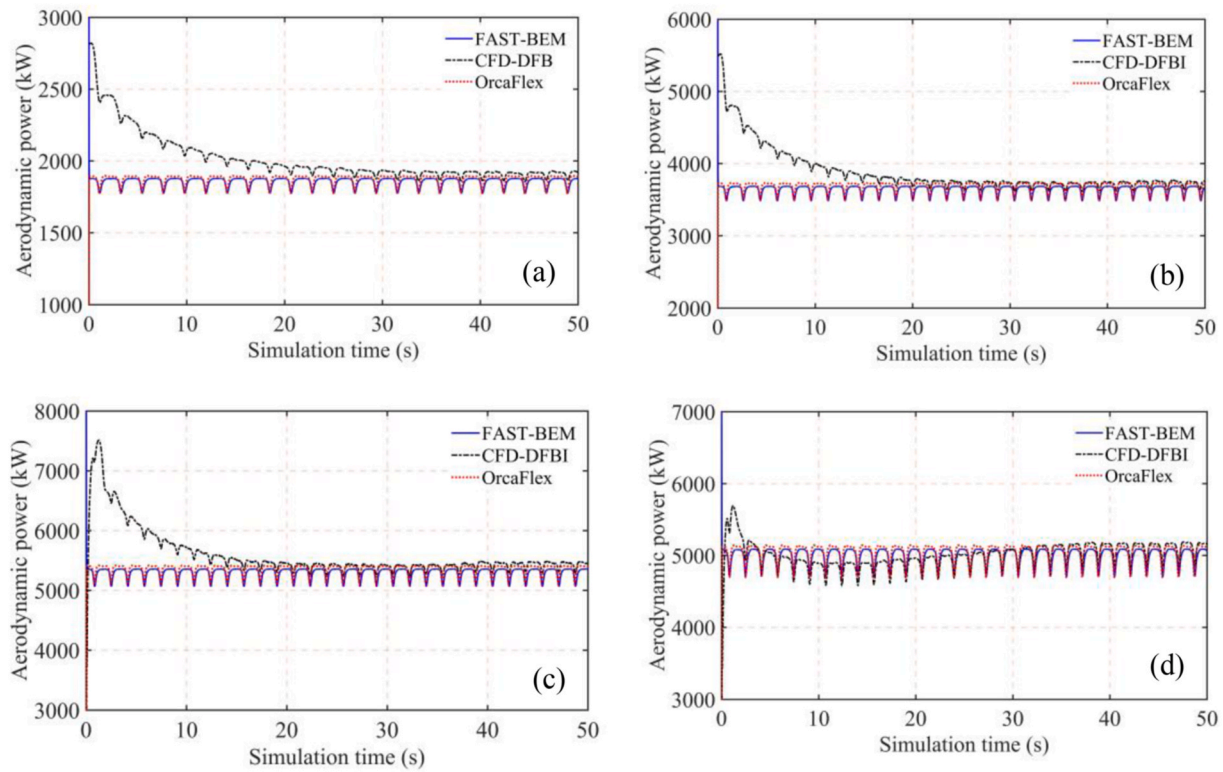 3000
2500
2000
1500
1000
Aerodynamic power (kW)
FAST-BEM
CFD-DFB
OrcaFlex
(a)
0 10 20 30 40 50
Simulation time (s)
6000
5000
4000
3000
2000
Aerodynamic power (kW)
FAST-BEM
CFD-DFBI
OrcaFlex
(b)
0 10 20 30 40 50
Simulation time (s)
8000
7000
6000
5000
4000
3000
Aerodynamic power (kW)
FAST-BEM
CFD-DFBI
OrcaFlex
(c)
0 10 20 30 40 50
Simulation time (s)
7000
6000
5000
4000
3000
Aerodynamic power (kW)
FAST-BEM
CFD-DFBI
OrcaFlex
(d)
0 10 20 30 40 50
Simulation time (s)